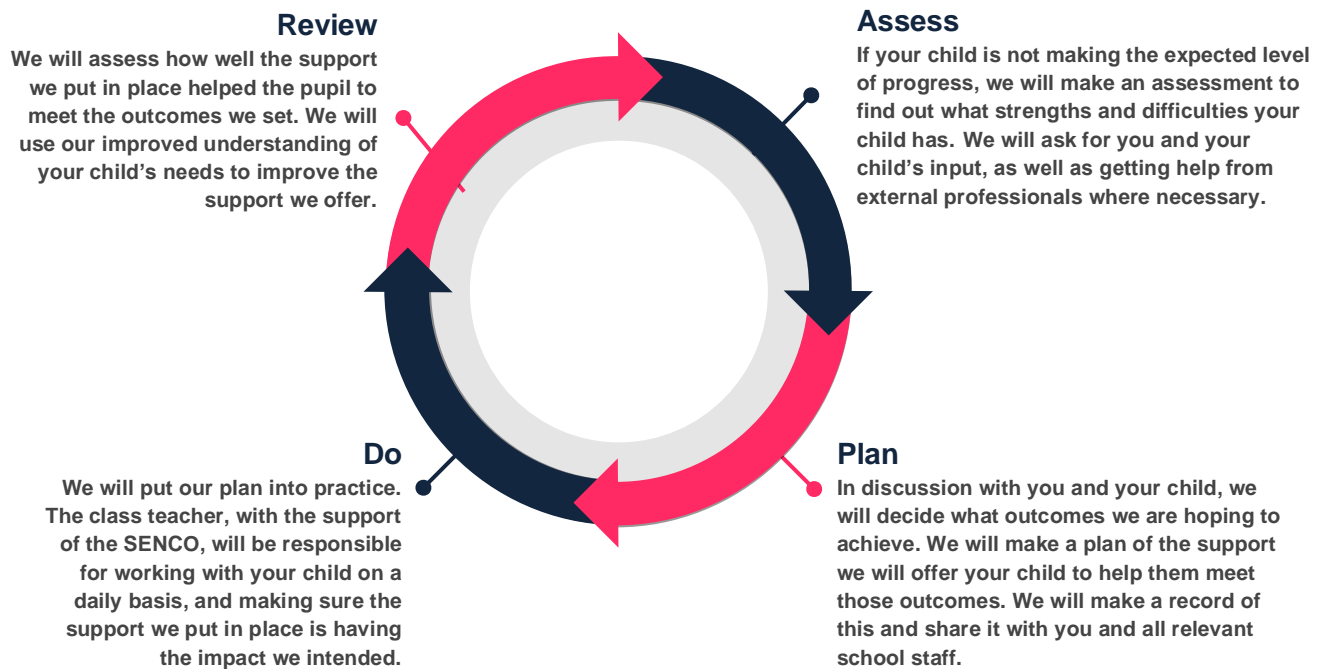 Review
We will assess how well the support
we put in place helped the pupil to
meet the outcomes we set. We will
use our improved understanding of
your child’s needs to improve the
support we offer.
Assess
If your child is not making the expected level
of progress, we will make an assessment to
find out what strengths and difficulties your
child has. We will ask for you and your
child’s input, as well as getting help from
external professionals where necessary.
Do
We will put our plan into practice.
The class teacher, with the support
of the SENCO, will be responsible
for working with your child on a
daily basis, and making sure the
support we put in place is having
the impact we intended.
Plan
In discussion with you and your child, we
will decide what outcomes we are hoping to
achieve. We will make a plan of the support
we will offer your child to help them meet
those outcomes. We will make a record of
this and share it with you and all relevant
school staff.